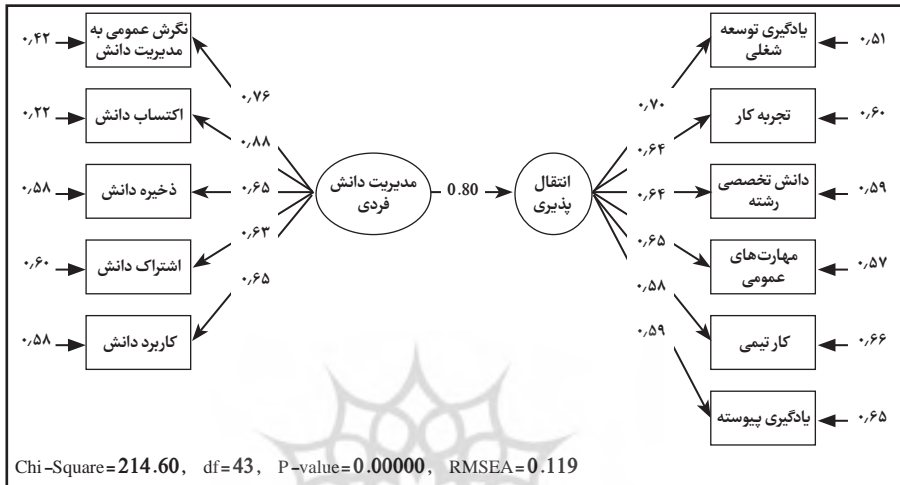 نگرش عمومی به
مدیریت دانش
۰٫۴۲
۰٫۷۶
اکتساب دانش
۰٫۲۲
۰٫۸۸
ذخیره دانش
۰٫۵۸
۰٫۶۵
اشتراک دانش
۰٫۶۰
۰٫۶۳
کاربرد دانش
۰٫۵۸
۰٫۶۵
مدیریت دانش
فردی
0.80
انتقال
پذیری
یادگیری توسعه
شغلی
۰٫۵۱
۰٫۷۰
تجربه کار
۰٫۶۰
۰٫۶۴
دانش تخصصی
رشته
۰٫۵۹
۰٫۶۴
مهارت‌های
عمومی
۰٫۵۷
۰٫۶۵
کار تیمی
۰٫۶۶
۰٫۵۸
یادگیری پیوسته
۰٫۶۵
۰٫۵۹
Chi-Square=214.60, df=43, P-value=0.00000, RMSEA=0.119